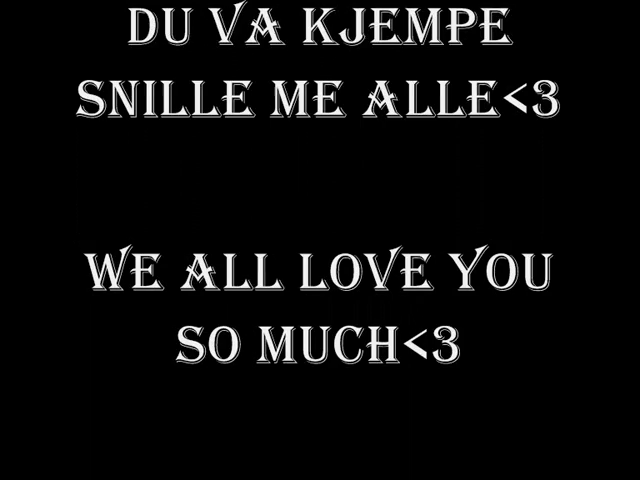 DU VA KJEMPE
SNILLE ME ALLE<3
WE ALL LOVE YOU
SO MUCH<3